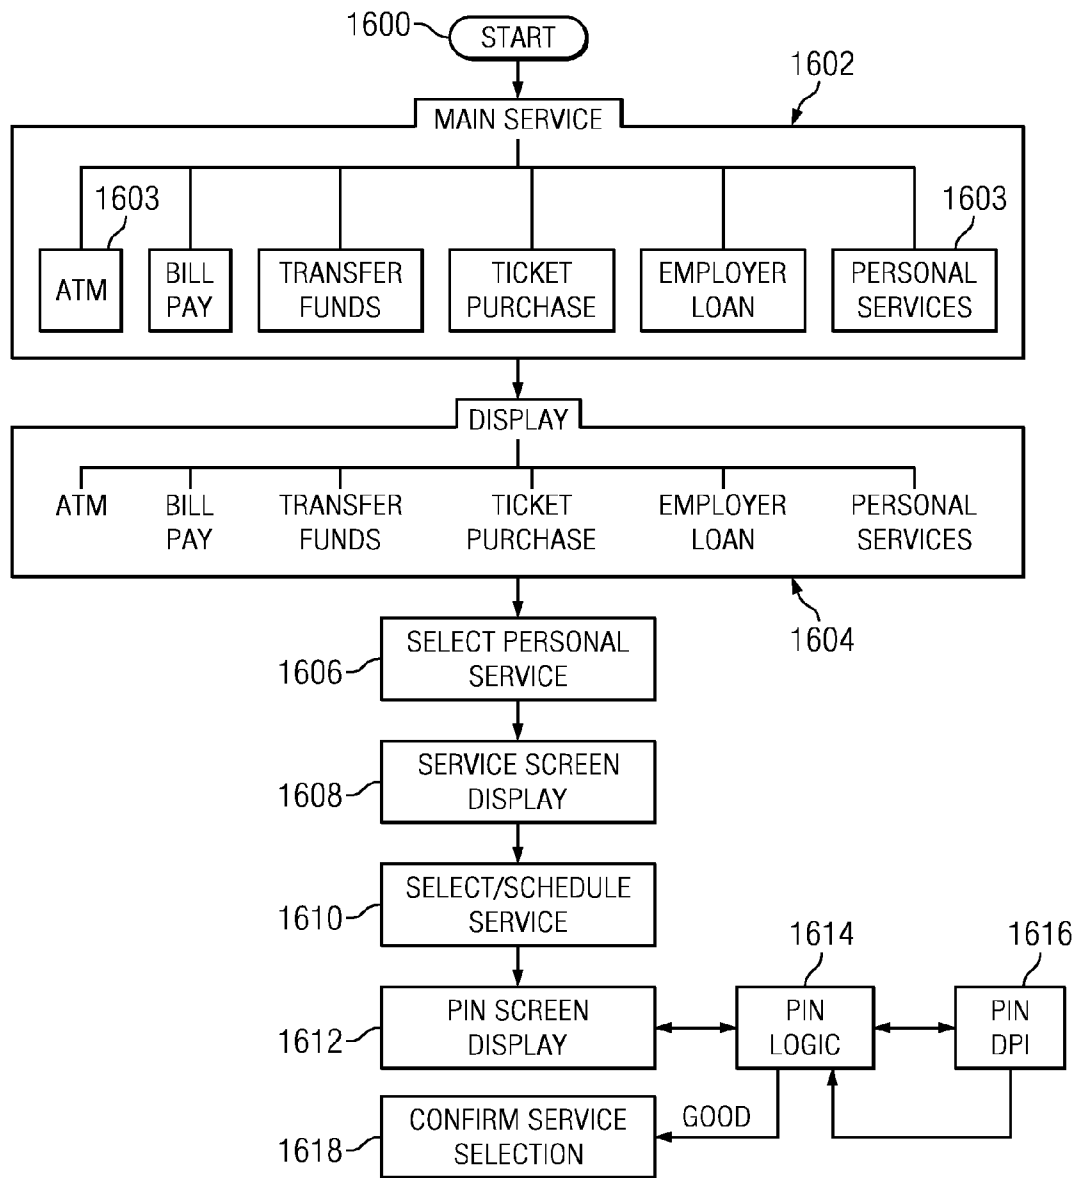 1600
START
1602
MAIN SERVICE
1603
1603
ATM
BILL
PAY
TRANSFER
FUNDS
TICKET
PURCHASE
EMPLOYER
LOAN
PERSONAL
SERVICES
DISPLAY
ATM
BILL
PAY
TRANSFER
FUNDS
TICKET
PURCHASE
EMPLOYER
LOAN
PERSONAL
SERVICES
1604
SELECT PERSONAL
SERVICE
1606
SERVICE SCREEN
DISPLAY
1608
SELECT/SCHEDULE
SERVICE
1610
PIN SCREEN
DISPLAY
1612
1614
PIN
LOGIC
1616
PIN
DPI
GOOD
CONFIRM SERVICE
SELECTION
1618